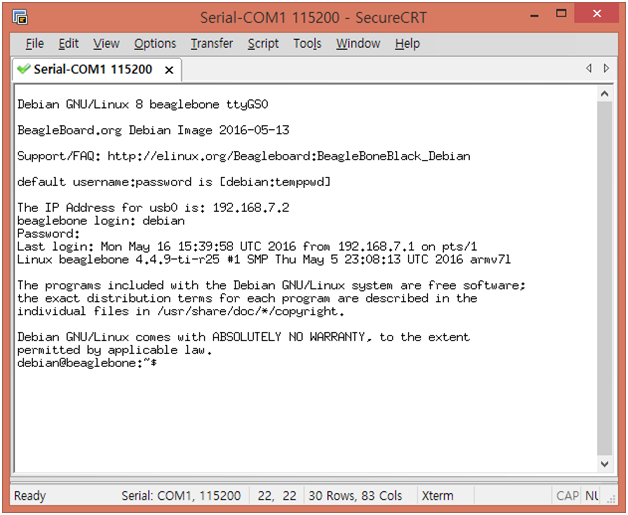 Serial-COM1 115200 - SecureCRT
File Edit View Options Transfer Script Tools Window Help
Serial-COM1 115200 x
Debian GNU/Linux 8 beaglebone ttyGS0
BeagleBoard.org Debian Image 2016-05-13
Support/FAQ: http://elinux.org/Beagleboard:BeagleBoneBlack_Debian
default username:password is [debian:temppwd]
The IP Address for usb0 is: 192.168.7.2
beaglebone login: debian
Password:
Last login: Mon May 16 15:39:58 UTC 2016 from 192.168.7.1 on pts/1
Linux beaglebone 4.4.9-ti-r25 #1 SMP Thu May 5 23:08:13 UTC 2016 armv7l
The programs included with the Debian GNU/Linux system are free software;
the exact distribution terms for each program are described in the
individual files in /usr/share/doc/*/copyright.
Debian GNU/Linux comes with ABSOLUTELY NO WARRANTY, to the extent
permitted by applicable law.
debian@beaglebone:~$
Ready Serial: COM1, 115200 22, 22 30 Rows, 83 Cols Xterm CAP